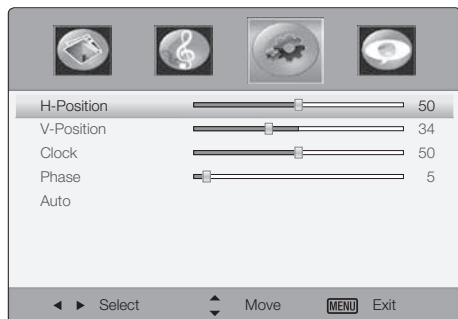 H-Position 50
V-Position 34
Clock 50
Phase 5
Auto
Select Move MENU Exit